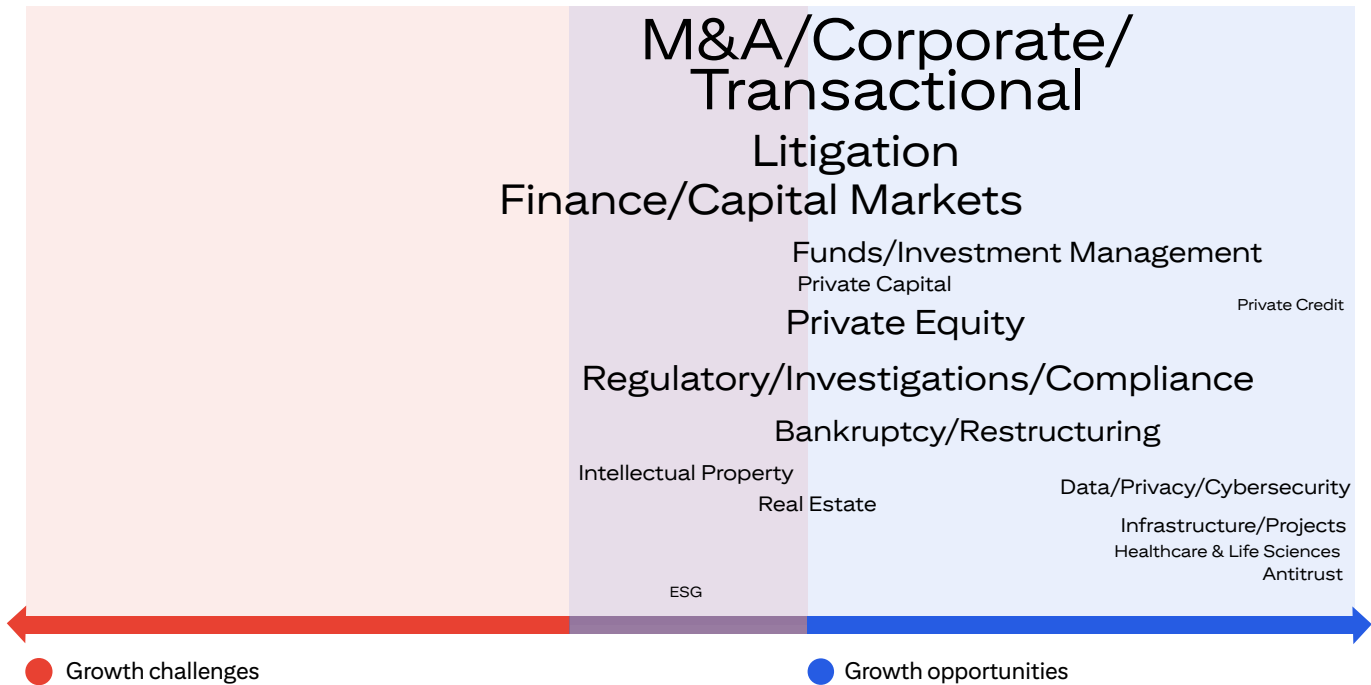 M&A/Corporate/
Transactional
Litigation
Finance/Capital Markets
Funds/Investment Management
Private Capital
Private Credit
Private Equity
Regulatory/Investigations/Compliance
Bankruptcy/Restructuring
Intellectual Property
Data/Privacy/Cybersecurity
Real Estate
Infrastructure/Projects
Healthcare & Life Sciences
Antitrust
ESG
Growth challenges
Growth opportunities